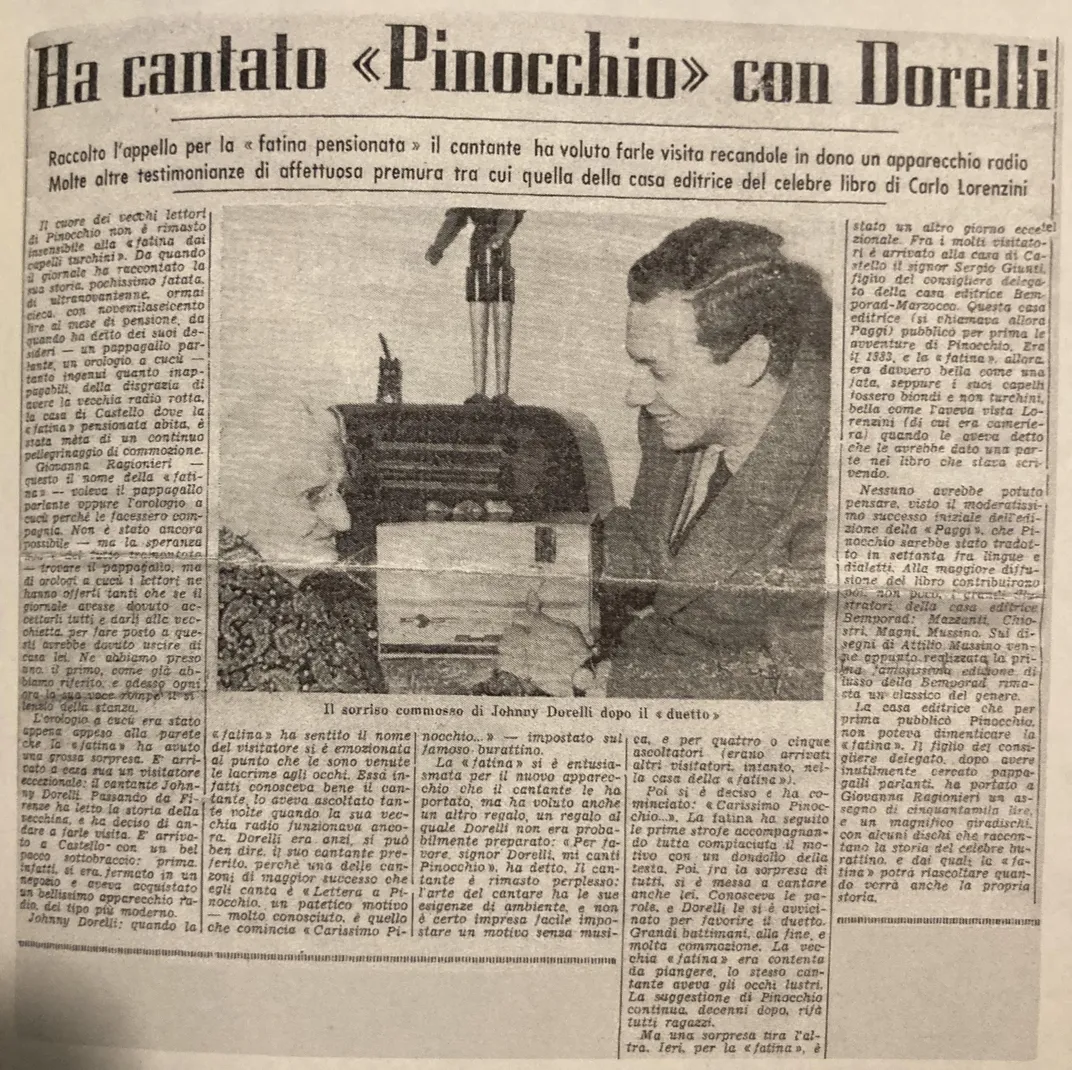 Ha cantato «Pinocchio» con Dorelli
Raccolto l'appello per la « fatina pensionata » il cantante ha voluto farle visita recandole in dono un apparecchio radio
Molte altre testimonianze di affettuosa premura tra cui quella della casa editrice del celebre libro di Carlo Lorenzini
Il cuore dei vecchi lettori
di Pinocchio non è rimasto
insensibile alla « fatina dai
capelli turchini ». Da quando
il giornale ha raccontato la
sua storia, pochissimo fatata,
di ultranovantenne, ormai
cieca, con novemilaseicento
lire al mese di pensione, da
quando ha detto dei suoi de-
sideri — un pappagallo par-
lante, un orologio a cucù —
tanto ingenui quanto inap-
pagabili, della disgrazia di
avere la vecchia radio rotta,
la casa di Castello dove la
« fatina » pensionata abita, è
stata mèta di un continuo
pellegrinaggio di commozione.
Giovanna Ragionieri —
questo il nome della « fati-
na » — voleva il pappagallo
parlante oppure l'orologio a
cucù perchè le facessero com-
pagnia. Non è stato ancora
possibile — ma la speranza
del tutto tramontata
— trovare il pappagallo, ma
di orologi a cucù i lettori ne
hanno offerti tanti che se il
giornale avesse dovuto ac-
cettarli tutti e darli alla vec-
chietta, per fare posto a que-
sti avrebbe dovuto uscire di
casa lei. Ne abbiamo preso
uno, il primo, come già ab-
biamo riferito, e adesso ogni
ora la sua voce rompe il si-
lenzio della stanza.
L'orologio a cucù era stato
appena appeso alla parete
che la « fatina » ha avuto
una grossa sorpresa. E' arri-
vato a casa sua un visitatore
eccezionale: il cantante John-
ny Dorelli. Passando da Fi-
renze ha letto la storia della
vecchina, e ha deciso di an-
dare a farle visita. E' arriva-
to a Castello con un bel
pacco sottobraccio: prima,
infatti, si era fermato in un
negozio e aveva acquistato
un bellissimo apparecchio ra-
dio, del tipo più moderno.
Johnny Dorelli: quando la
Il sorriso commosso di Johnny Dorelli dopo il « duetto »
« fatina » ha sentito il nome
del visitatore si è emozionata
al punto che le sono venute
le lacrime agli occhi. Essa in-
fatti conosceva bene il can-
tante, lo aveva ascoltato tan-
te volte quando la sua vec-
chia radio funzionava anco-
ra. Dorelli era anzi, si può
ben dire, il suo cantante pre-
ferito, perchè una delle can-
zoni di maggior successo che
egli canta è « Lettera a Pi-
nocchio, un patetico motivo
— molto conosciuto, è quello
che comincia « Carissimo Pi-
nocchio...» — impostato sul
famoso burattino.
La « fatina » si è entusia-
smata per il nuovo apparec-
chio che il cantante le ha
portato, ma ha voluto anche
un altro regalo, un regalo al
quale Dorelli non era proba-
bilmente preparato: « Per fa-
vore, signor Dorelli, mi canti
Pinocchio », ha detto. Il can-
tante è rimasto perplesso:
l'arte del cantare ha le sue
esigenze di ambiente, e non
è certo impresa facile impo-
stare un motivo senza musi-
ca, e per quattro o cinque
ascoltatori (erano arrivati
altri visitatori, intanto, nel-
la casa della « fatina »).
Poi si è deciso e ha co-
minciato: « Carissimo Pinoc-
chio...». La fatina ha seguito
le prime strofe accompagnan-
do tutta compiaciuta il mo-
tivo con un dondolio della
testa. Poi, fra la sorpresa di
tutti, si è messa a cantare
anche lei. Conosceva le pa-
role, e Dorelli le si è avvici-
nato per favorire il duetto.
Grandi battimani, alla fine, e
molta commozione. La vec-
chia « fatina » era contenta
da piangere, lo stesso can-
tante aveva gli occhi lustri.
La suggestione di Pinocchio
continua, decenni dopo, rifà
tutti ragazzi.
Ma una sorpresa tira l'al-
tra. Ieri, per la « fatina », è
stato un altro giorno eccel
zionale. Fra i molti visitato-
ri è arrivato alla casa di Ca-
stello il signor Sergio Giunti,
figlio del consigliere delega-
to della casa editrice Bem-
porad-Marzocco. Questa casa
editrice (si chiamava allora
Paggi) pubblicò per prima le
avventure di Pinocchio. Era
il 1883, e la « fatina », allora,
era davvero bella come una
fata, seppure i suoi capelli
fossero biondi e non turchini,
bella come l'aveva vista Lo-
renzini (di cui era camerie-
ra) quando le aveva detto
che le avrebbe dato una par-
te nel libro che stava scri-
vendo.
Nessuno avrebbe potuto
pensare, visto il moderatissi-
mo successo iniziale dell'edi-
zione della « Paggi », che Pi-
nocchio sarebbe stato tradot-
to in settanta fra lingue e
dialetti. Alla maggiore diffu-
sione del libro contribuirono
poi, non poco, i grandi illu-
stratori della casa editrice
Bemporad: Mazzanti, Chio-
stri, Magni, Mussino. Sui di-
segni di Attilio Mussino ven-
ne appunto realizzata la pri-
ma famosissima edizione di
lusso della Bemporad, rima-
sta un classico del genere.
La casa editrice che per
prima pubblicò Pinocchio,
non poteva dimenticare la
« fatina ». Il figlio del consi-
gliere delegato, dopo avere
inutilmente cercato pappa-
galli parlanti, ha portato a
Giovanna Ragionieri un as-
segno di cinquantamila lire,
e un magnifico giradischi,
con alcuni dischi che raccon-
tano la storia del celebre bu-
rattino, e dai quali la « fa-
tina » potrà riascoltare quan-
do vorrà anche la propria
storia.